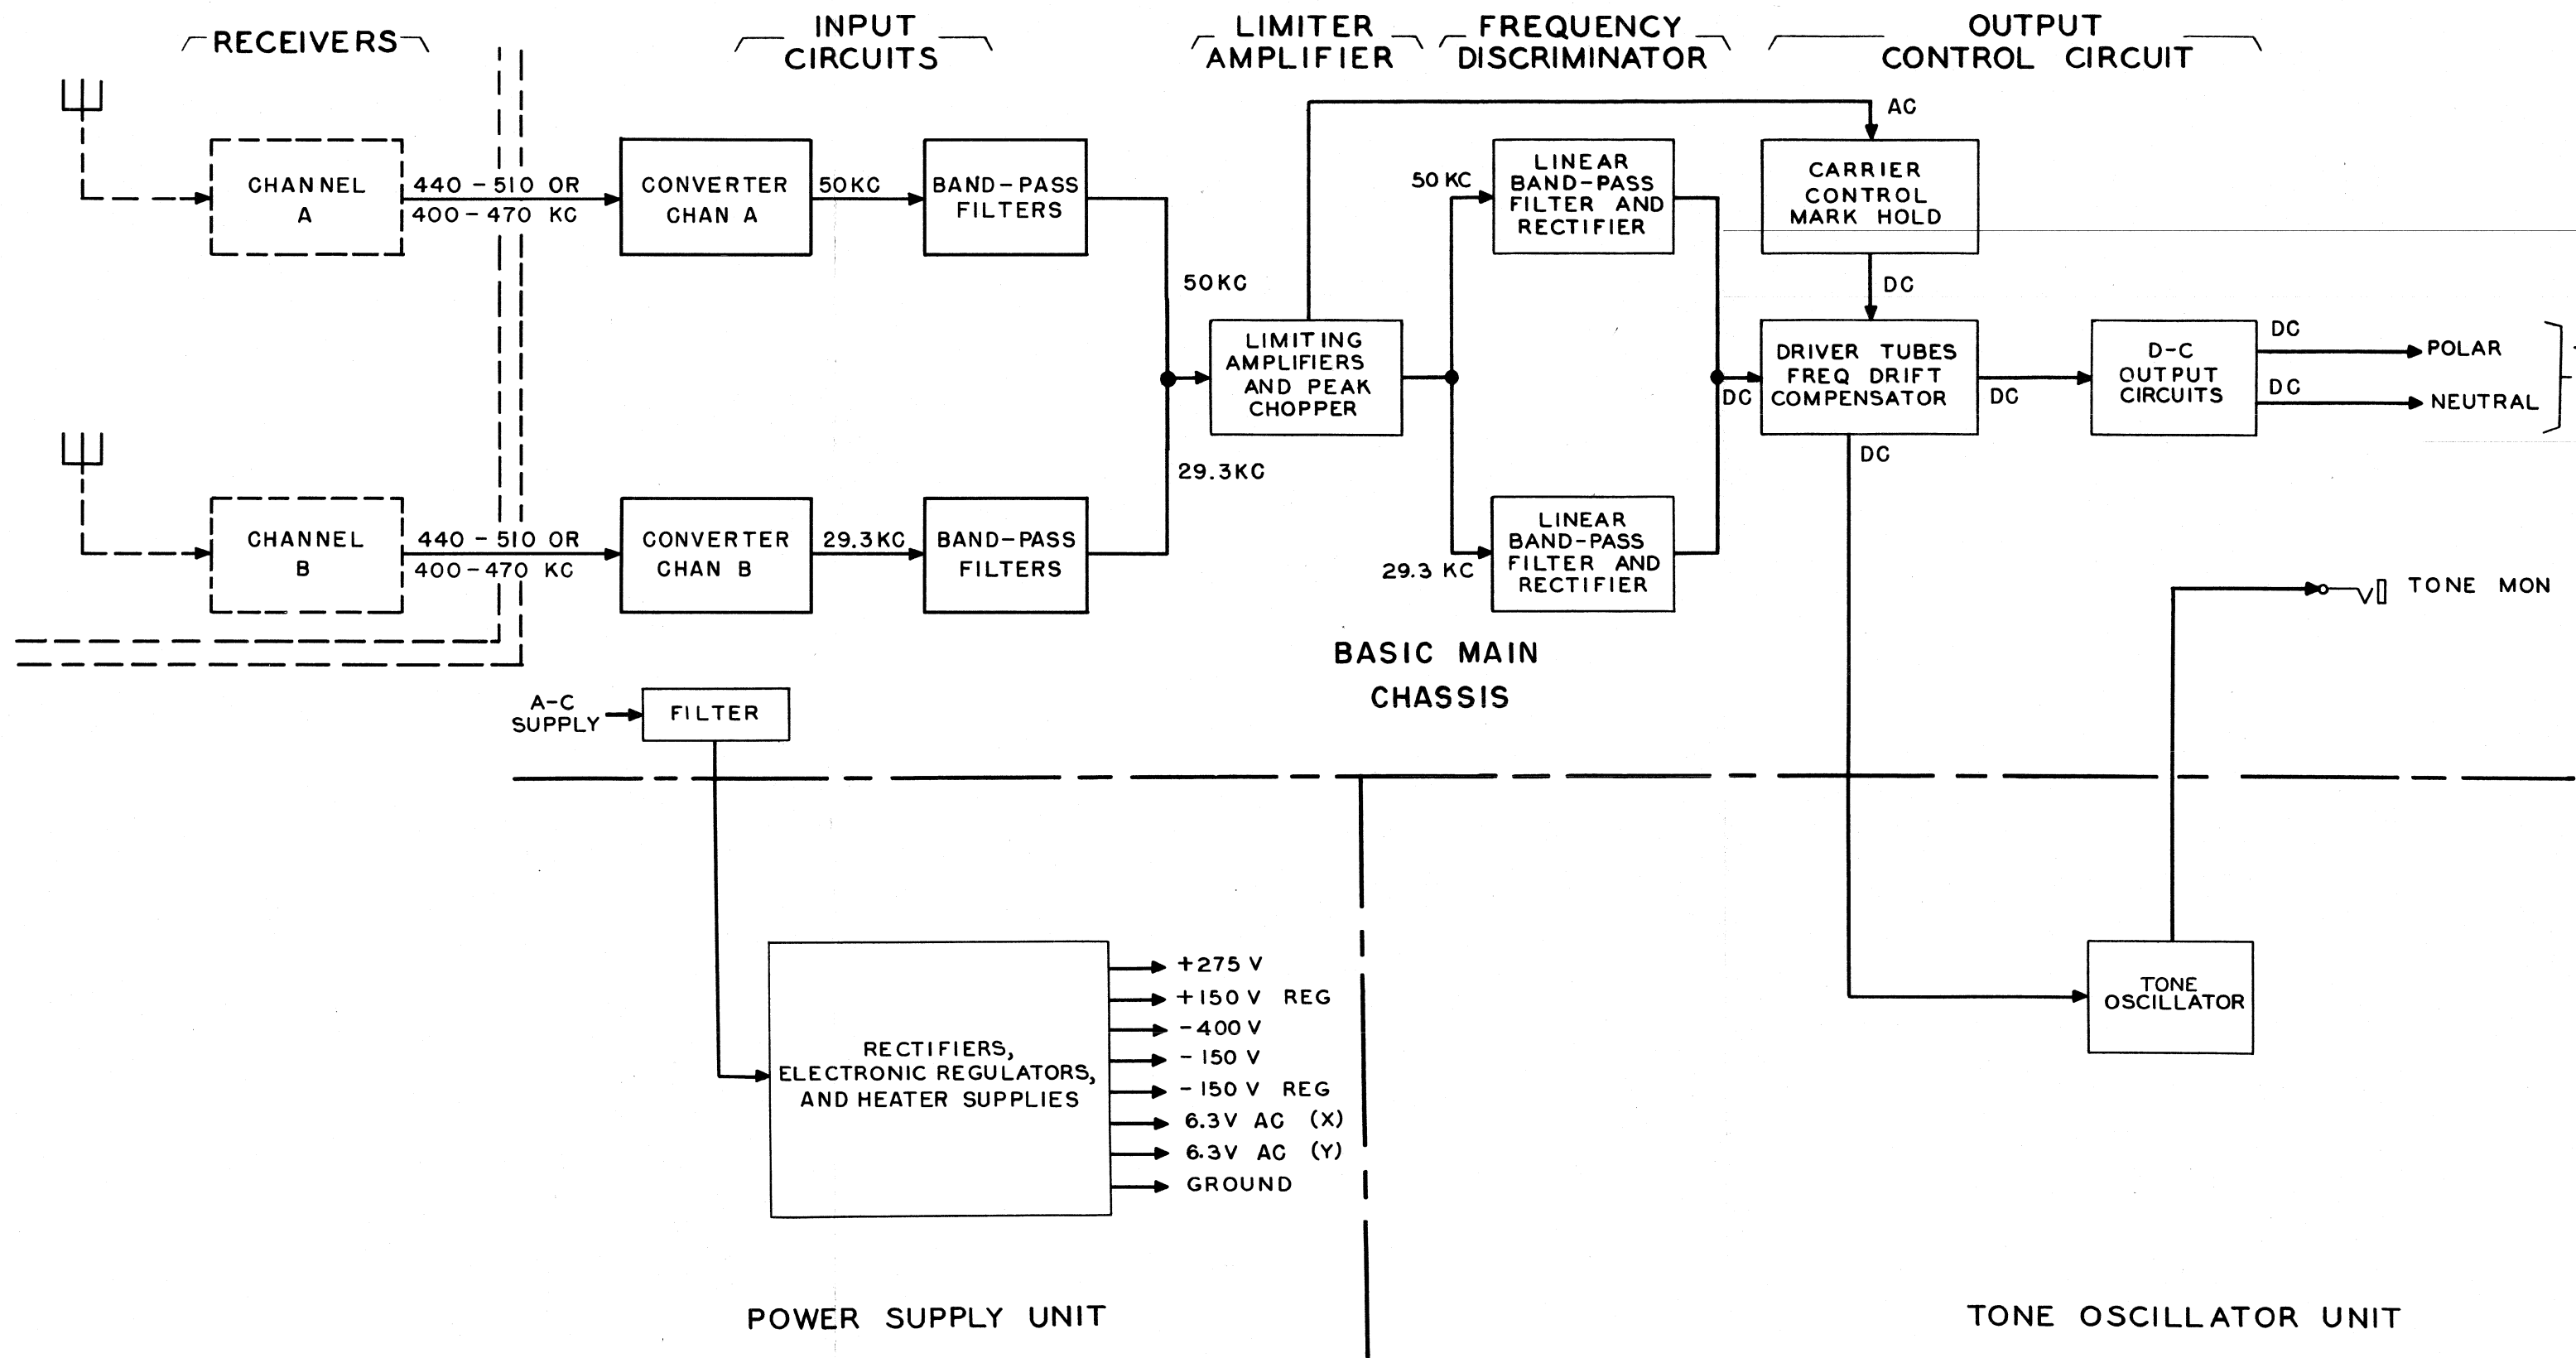 RECEIVERS
INPUT
CIRCUITS
LIMITER
AMPLIFIER
FREQUENCY
DISCRIMINATOR
OUTPUT
CONTROL CIRCUIT
CHANNEL
A
440-510 OR
400-470 KC
CONVERTER
CHAN A
50KC
BAND-PASS
FILTERS
50KC
AC
50 KC
LINEAR
BAND-PASS
FILTER AND
RECTIFIER
CARRIER
CONTROL
MARK HOLD
DC
LIMITING
AMPLIFIERS
AND PEAK
CHOPPER
DC
DRIVER TUBES
FREQ DRIFT
COMPENSATOR
DC
D-C
OUTPUT
CIRCUITS
DC
POLAR
DC
NEUTRAL
DC
CHANNEL
B
440-510 OR
400-470 KC
CONVERTER
CHAN B
29.3KC
BAND-PASS
FILTERS
29.3KC
29.3 KC
LINEAR
BAND-PASS
FILTER AND
RECTIFIER
TONE MON
BASIC MAIN
CHASSIS
A-C
SUPPLY
FILTER
RECTIFIERS,
ELECTRONIC REGULATORS,
AND HEATER SUPPLIES
+275 V
+150 V REG
-400 V
-150 V
-150 V REG
6.3V AC (X)
6.3V AC (Y)
GROUND
TONE
OSCILLATOR
POWER SUPPLY UNIT
TONE OSCILLATOR UNIT